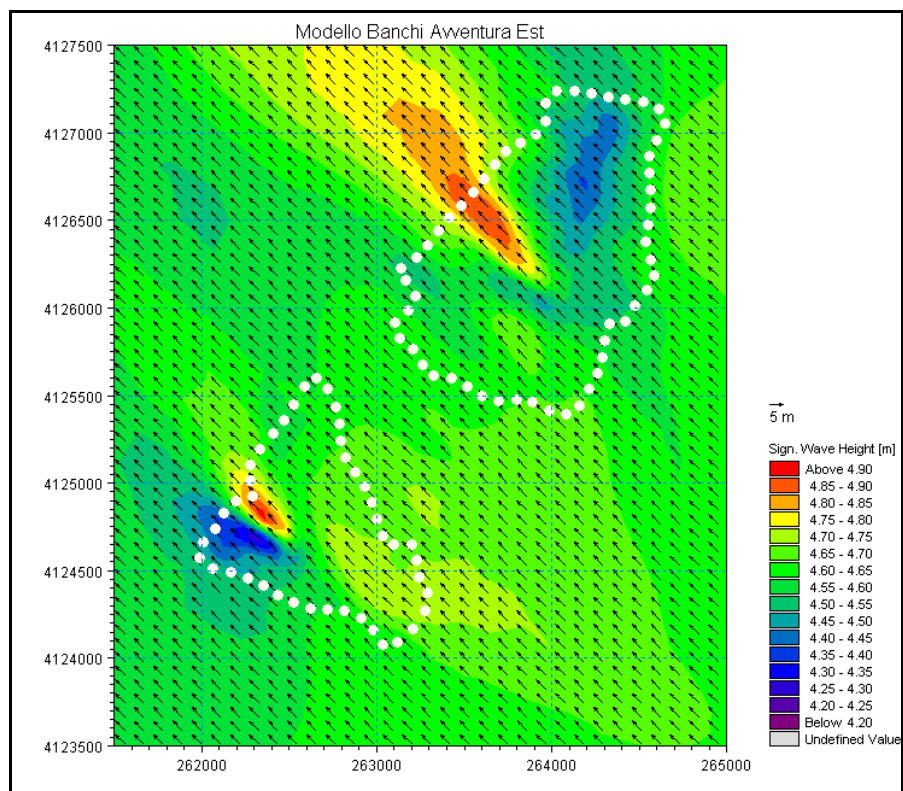 Modello Banchi Avventura Est
4127500
4127000
4126500
4126000
4125500
4125000
4124500
4124000
4123500
262000 263000 264000 265000
5 m
Sign. Wave Height [m]
Above 4.90
4.85 - 4.90
4.80 - 4.85
4.75 - 4.80
4.70 - 4.75
4.65 - 4.70
4.60 - 4.65
4.55 - 4.60
4.50 - 4.55
4.45 - 4.50
4.40 - 4.45
4.35 - 4.40
4.30 - 4.35
4.25 - 4.30
4.20 - 4.25
Below 4.20
Undefined Value